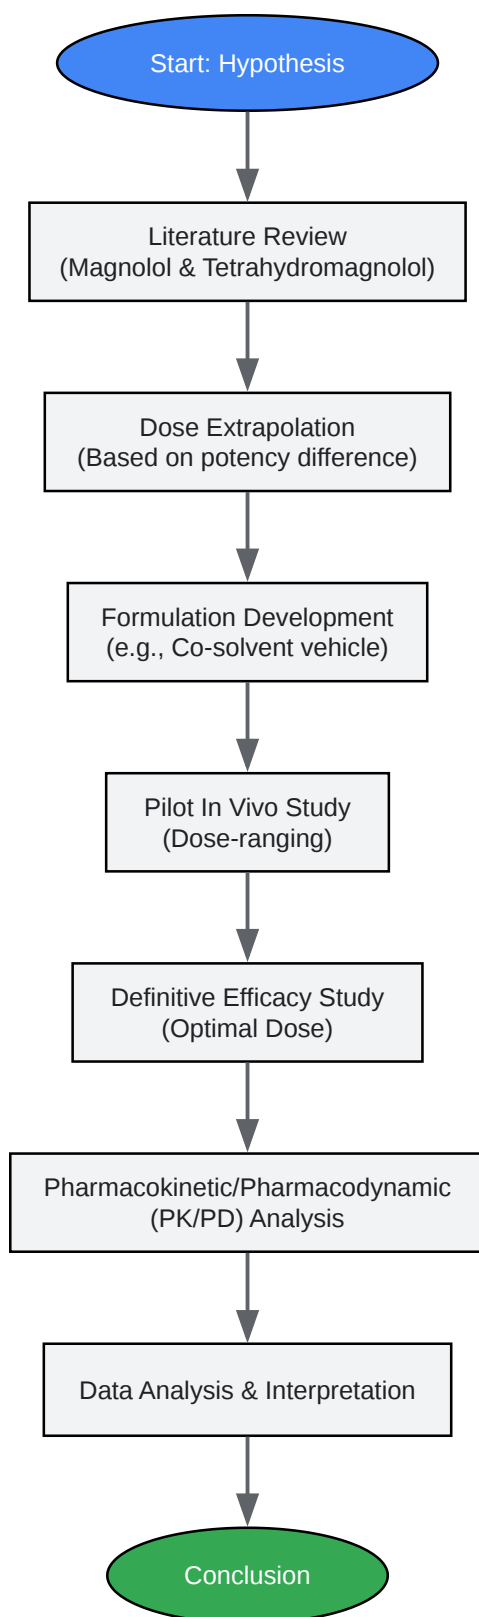 Start: Hypothesis
Literature Review
(Magnolol & Tetrahydromagnolol)
Dose Extrapolation
(Based on potency difference)
Formulation Development
(e.g., Co-solvent vehicle)
Pilot In Vivo Study
(Dose-ranging)
Definitive Efficacy Study
(Optimal Dose)
Pharmacokinetic/Pharmacodynamic
(PK/PD) Analysis
Data Analysis & Interpretation
Conclusion